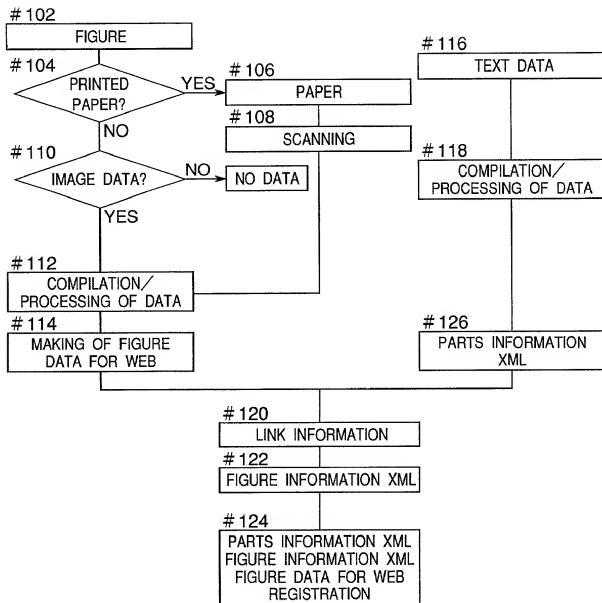 #102
FIGURE
#104
PRINTED
PAPER?
YES
#106
PAPER
NO
#108
SCANNING
#110
IMAGE DATA?
NO
NO DATA
YES
#112
COMPILATION/
PROCESSING OF DATA
#114
MAKING OF FIGURE
DATA FOR WEB
#116
TEXT DATA
#118
COMPILATION/
PROCESSING OF DATA
#126
PARTS INFORMATION
XML
#120
LINK INFORMATION
#122
FIGURE INFORMATION XML
#124
PARTS INFORMATION XML
FIGURE INFORMATION XML
FIGURE DATA FOR WEB
REGISTRATION